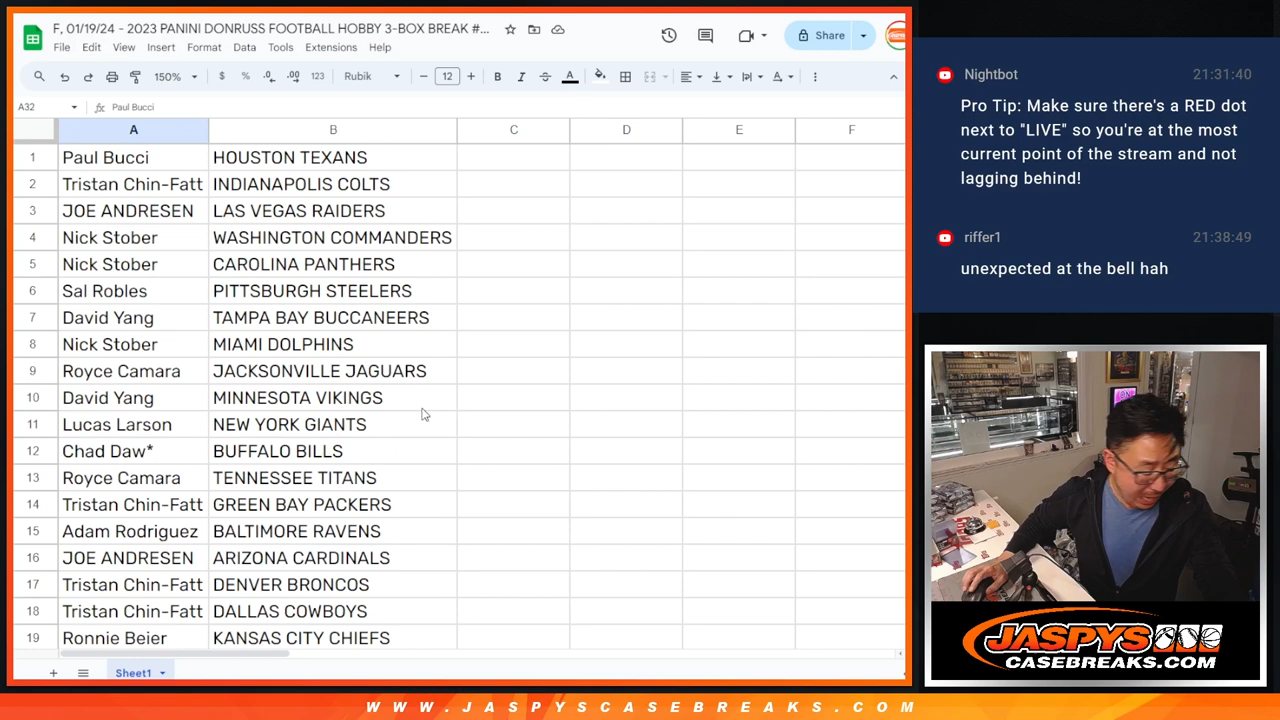 F, 01/19/24 - 2023 PANINI DONRUSS FOOTBALL HOBBY 3-BOX BREAK #...
File Edit View Insert Format Data Tools Extensions Help
Share
150% $ % .0 .00 123 Rubik 12 B I A
A32 fx Paul Bucci
A B C D E F
1 Paul Bucci HOUSTON TEXANS
2 Tristan Chin-Fatt INDIANAPOLIS COLTS
3 JOE ANDRESEN LAS VEGAS RAIDERS
4 Nick Stober WASHINGTON COMMANDERS
5 Nick Stober CAROLINA PANTHERS
6 Sal Robles PITTSBURGH STEELERS
7 David Yang TAMPA BAY BUCCANEERS
8 Nick Stober MIAMI DOLPHINS
9 Royce Camara JACKSONVILLE JAGUARS
10 David Yang MINNESOTA VIKINGS
11 Lucas Larson NEW YORK GIANTS
12 Chad Daw* BUFFALO BILLS
13 Royce Camara TENNESSEE TITANS
14 Tristan Chin-Fatt GREEN BAY PACKERS
15 Adam Rodriguez BALTIMORE RAVENS
16 JOE ANDRESEN ARIZONA CARDINALS
17 Tristan Chin-Fatt DENVER BRONCOS
18 Tristan Chin-Fatt DALLAS COWBOYS
19 Ronnie Beier KANSAS CITY CHIEFS
Sheet1
Nightbot 21:31:40
Pro Tip: Make sure there's a RED dot
next to "LIVE" so you're at the most
current point of the stream and not
lagging behind!
riffer1 21:38:49
unexpected at the bell hah
JASPYS
CASEBREAKS.COM
WWW.JASPYSCASEBREAKS.COM